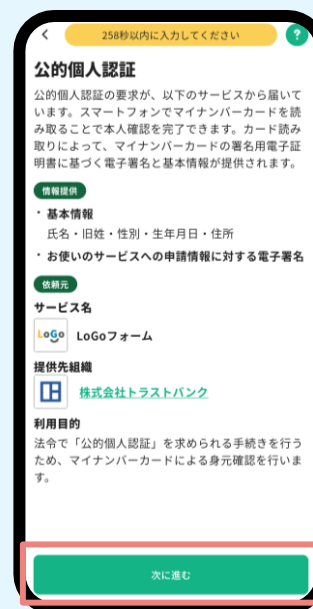 258秒以内に入力してください
?
公的個人認証
公的個人認証の要求が、以下のサービスから届いて
います。スマートフォンでマイナンバーカードを読
み取ることで本人確認を完了できます。カード読み
取りによって、マイナンバーカードの署名用電子証
明書に基づく電子署名と基本情報が提供されます。
情報提供
・基本情報
氏名・旧姓・性別・生年月日・住所
・お使いのサービスへの申請情報に対する電子署名
依頼元
サービス名
LoGo LoGoフォーム
提供先組織
株式会社トラストバンク
利用目的
法令で「公的個人認証」を求められる手続きを行う
ため、マイナンバーカードによる身元確認を行いま
す。
次に進む